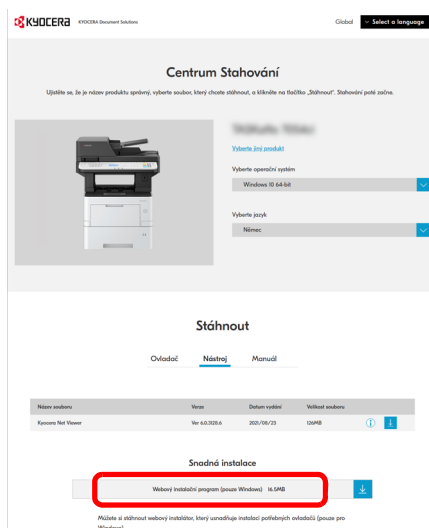 KYOCERA KYOCERA Document Solutions Global Select a language
Centrum Stahování
Ujistěte se, že je název produktu správný, vyberte soubor, který chcete stáhnout, a klikněte na tlačítko „Stáhnout“. Stahování poté začne.
Vyberte jiný produkt
Vyberte operační systém
Windows 10 64-bit
Vyberte jazyk
Němec
Stáhnout
Ovladač Nástroj Manuál
Název souboru Verze Datum vydání Velikost souboru
Kyocera Net Viewer Ver 6.0.3128.6 2021/06/23 126MB
Snadná instalace
Webový instalační program (pouze Windows) 16.5MB
Můžete si stáhnout webový instalátor, který usnadňuje instalaci potřebných ovladačů (pouze pro
Windows)